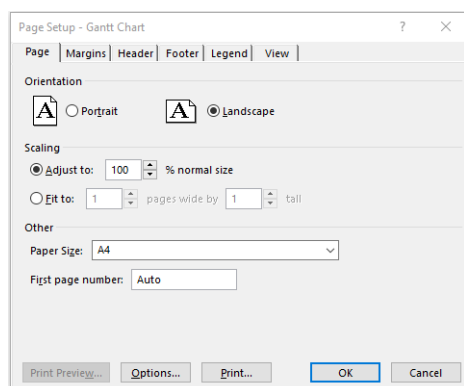 Page Setup - Gantt Chart ? ×
Page Margins Header Footer Legend View
Orientation
A Portrait A Landscape
Scaling
Adjust to: 100 % normal size
Fit to: 1 pages wide by 1 tall
Other
Paper Size: A4
First page number: Auto
Print Preview... Options... Print... OK Cancel